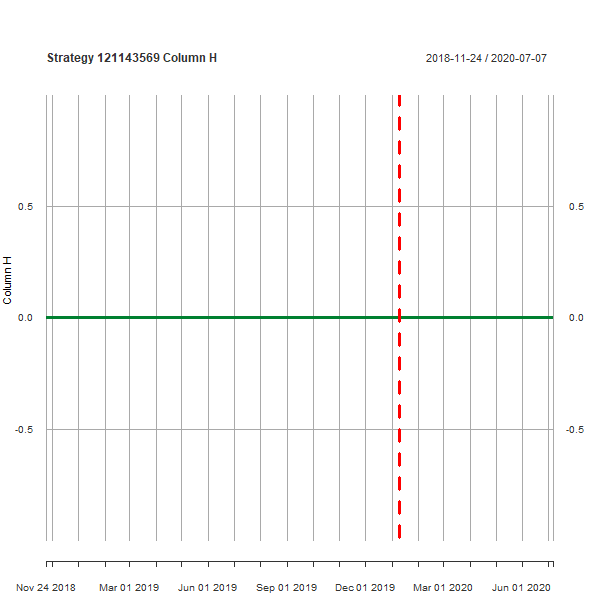 Strategy 121143569 Column H
2018-11-24 / 2020-07-07
0.5
0.5
Column H
0.0
0.0
-0.5
-0.5
Nov 24 2018
Mar 01 2019
Jun 01 2019
Sep 01 2019
Dec 01 2019
Mar 01 2020
Jun 01 2020